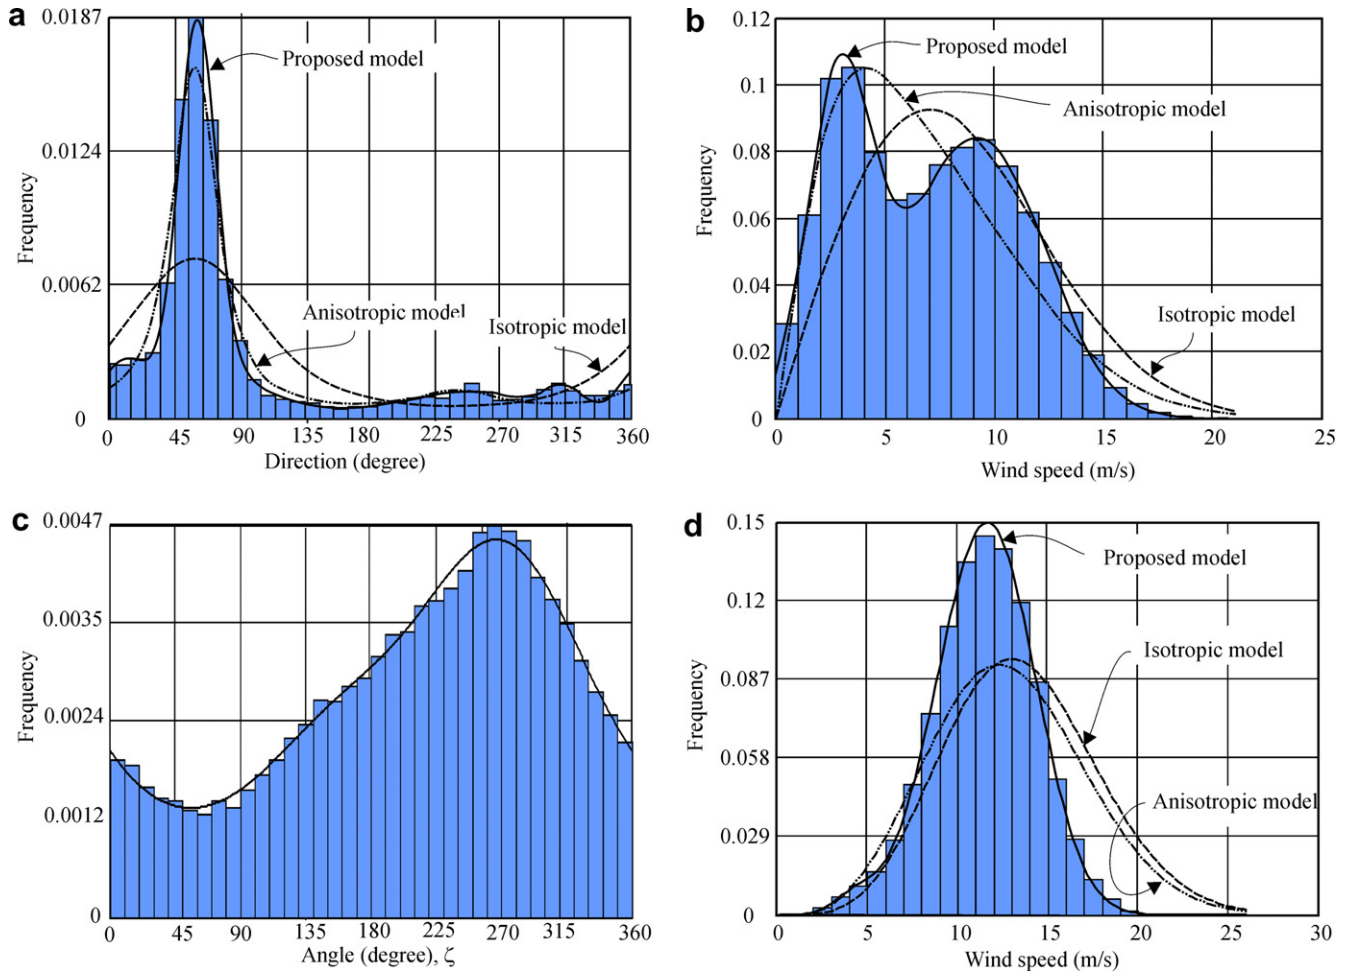 a
0.0187
0.0124
0.0062
0
Frequency
Proposed model
Anisotropic model
Isotropic model
0 45 90 135 180 225 270 315 360
Direction (degree)
b
0.12
0.1
0.08
0.06
0.04
0.02
0
Frequency
Proposed model
Anisotropic model
Isotropic model
0 5 10 15 20 25
Wind speed (m/s)
c
0.0047
0.0035
0.0024
0.0012
0
Frequency
0 45 90 135 180 225 270 315 360
Angle (degree), ζ
d
0.15
0.12
0.087
0.058
0.029
0
Frequency
Proposed model
Isotropic model
Anisotropic model
0 5 10 15 20 25 30
Wind speed (m/s)